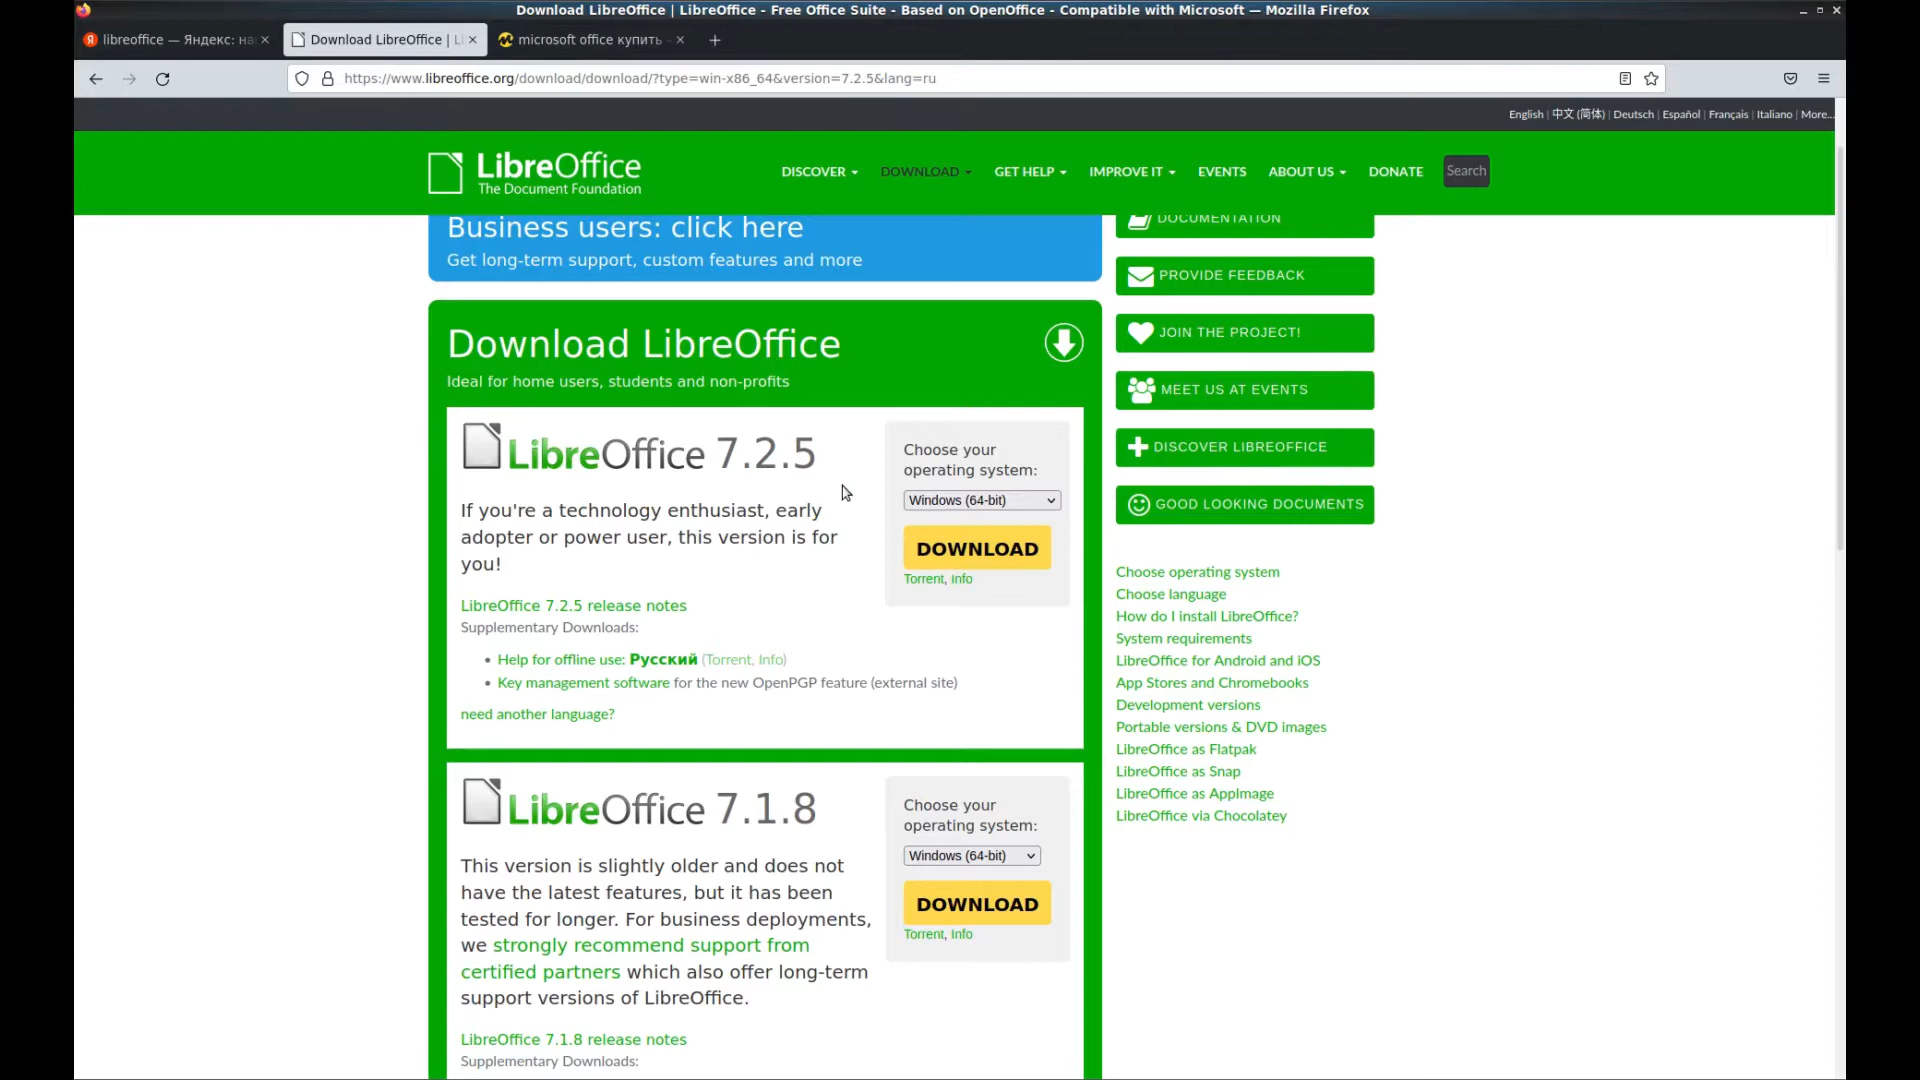 Download LibreOffice | LibreOffice - Free Office Suite - Based on OpenOffice - Compatible with Microsoft — Mozilla Firefox
libreoffice — Яндекс: на
Download LibreOffice | L
microsoft office купить
https://www.libreoffice.org/download/download/?type=win-x86_64&version=7.2.5&lang=ru
English | 中文 (简体) | Deutsch | Español | Français | Italiano | More...
LibreOffice
The Document Foundation
DISCOVER
DOWNLOAD
GET HELP
IMPROVE IT
EVENTS
ABOUT US
DONATE
Search
Business users: click here
Get long-term support, custom features and more
Download LibreOffice
Ideal for home users, students and non-profits
LibreOffice 7.2.5
If you're a technology enthusiast, early
adopter or power user, this version is for
you!
LibreOffice 7.2.5 release notes
Supplementary Downloads:
• Help for offline use: Русский (Torrent, Info)
• Key management software for the new OpenPGP feature (external site)
need another language?
Choose your
operating system:
Windows (64-bit)
DOWNLOAD
Torrent, Info
LibreOffice 7.1.8
This version is slightly older and does not
have the latest features, but it has been
tested for longer. For business deployments,
we strongly recommend support from
certified partners which also offer long-term
support versions of LibreOffice.
LibreOffice 7.1.8 release notes
Supplementary Downloads:
Choose your
operating system:
Windows (64-bit)
DOWNLOAD
Torrent, Info
DOCUMENTATION
PROVIDE FEEDBACK
JOIN THE PROJECT!
MEET US AT EVENTS
DISCOVER LIBREOFFICE
GOOD LOOKING DOCUMENTS
Choose operating system
Choose language
How do I install LibreOffice?
System requirements
LibreOffice for Android and iOS
App Stores and Chromebooks
Development versions
Portable versions & DVD images
LibreOffice as Flatpak
LibreOffice as Snap
LibreOffice as AppImage
LibreOffice via Chocolatey